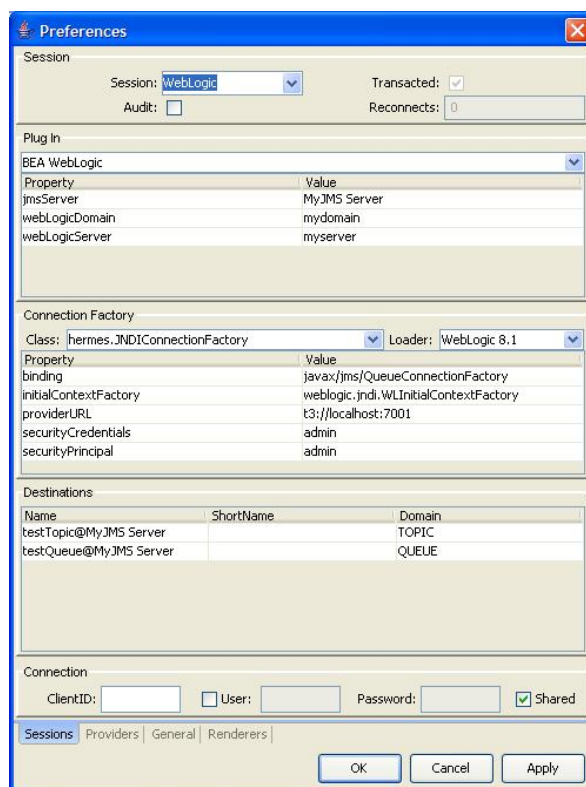 Preferences
Session
Session: WebLogic Transacted:
Audit: Reconnects: 0
Plug In
BEA WebLogic
Property Value
jmsServer MyJMS Server
webLogicDomain mydomain
webLogicServer myserver
Connection Factory
Class: hermes.JNDIConnectionFactory Loader: WebLogic 8.1
Property Value
binding javax/jms/QueueConnectionFactory
initialContextFactory weblogic.jndi.WLInitialContextFactory
providerURL t3://localhost:7001
securityCredentials admin
securityPrincipal admin
Destinations
Name ShortName Domain
testTopic@MyJMS Server TOPIC
testQueue@MyJMS Server QUEUE
Connection
ClientID: User: Password: Shared
Sessions Providers General Renderers
OK Cancel Apply